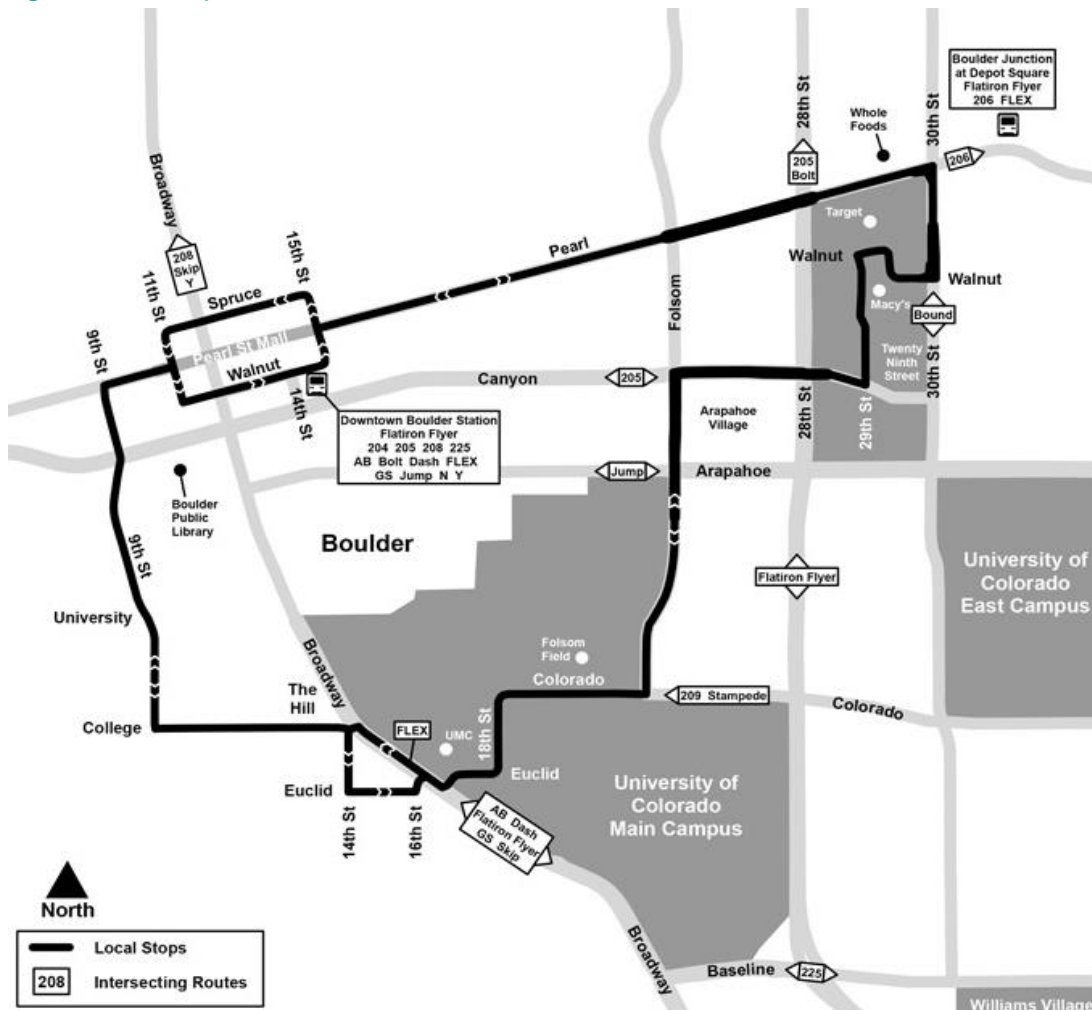 Boulder Junction
at Depot Square
Flatiron Flyer
206 FLEX
28th St
30th St
Whole
Foods
206
205
Bolt
Broadway
Target
Pearl
Walnut
Walnut
15th St
208
Skip
Y
11th St
Spruce
Folsom
Macy's
Bound
9th St
Pearl St Mall
Walnut
Twenty
Ninth
Street
30th St
Canyon
205
14th St
28th St
29th St
Arapahoe
Village
Downtown Boulder Station
Flatiron Flyer
204 205 208 225
AB Bolt Dash FLEX
GS Jump N Y
Jump
Arapahoe
Boulder
Public
Library
Boulder
9th St
University of
Colorado
East Campus
Flatiron Flyer
University
Broadway
Folsom
Field
Colorado
The
Hill
209 Stampede
Colorado
College
FLEX
UMC
18th St
Euclid
Euclid
University of
Colorado
Main Campus
14th St
16th St
AB Dash
Flatiron Flyer
GS Skip
North
Local Stops
208
Intersecting Routes
Broadway
Baseline
225
Williams Village